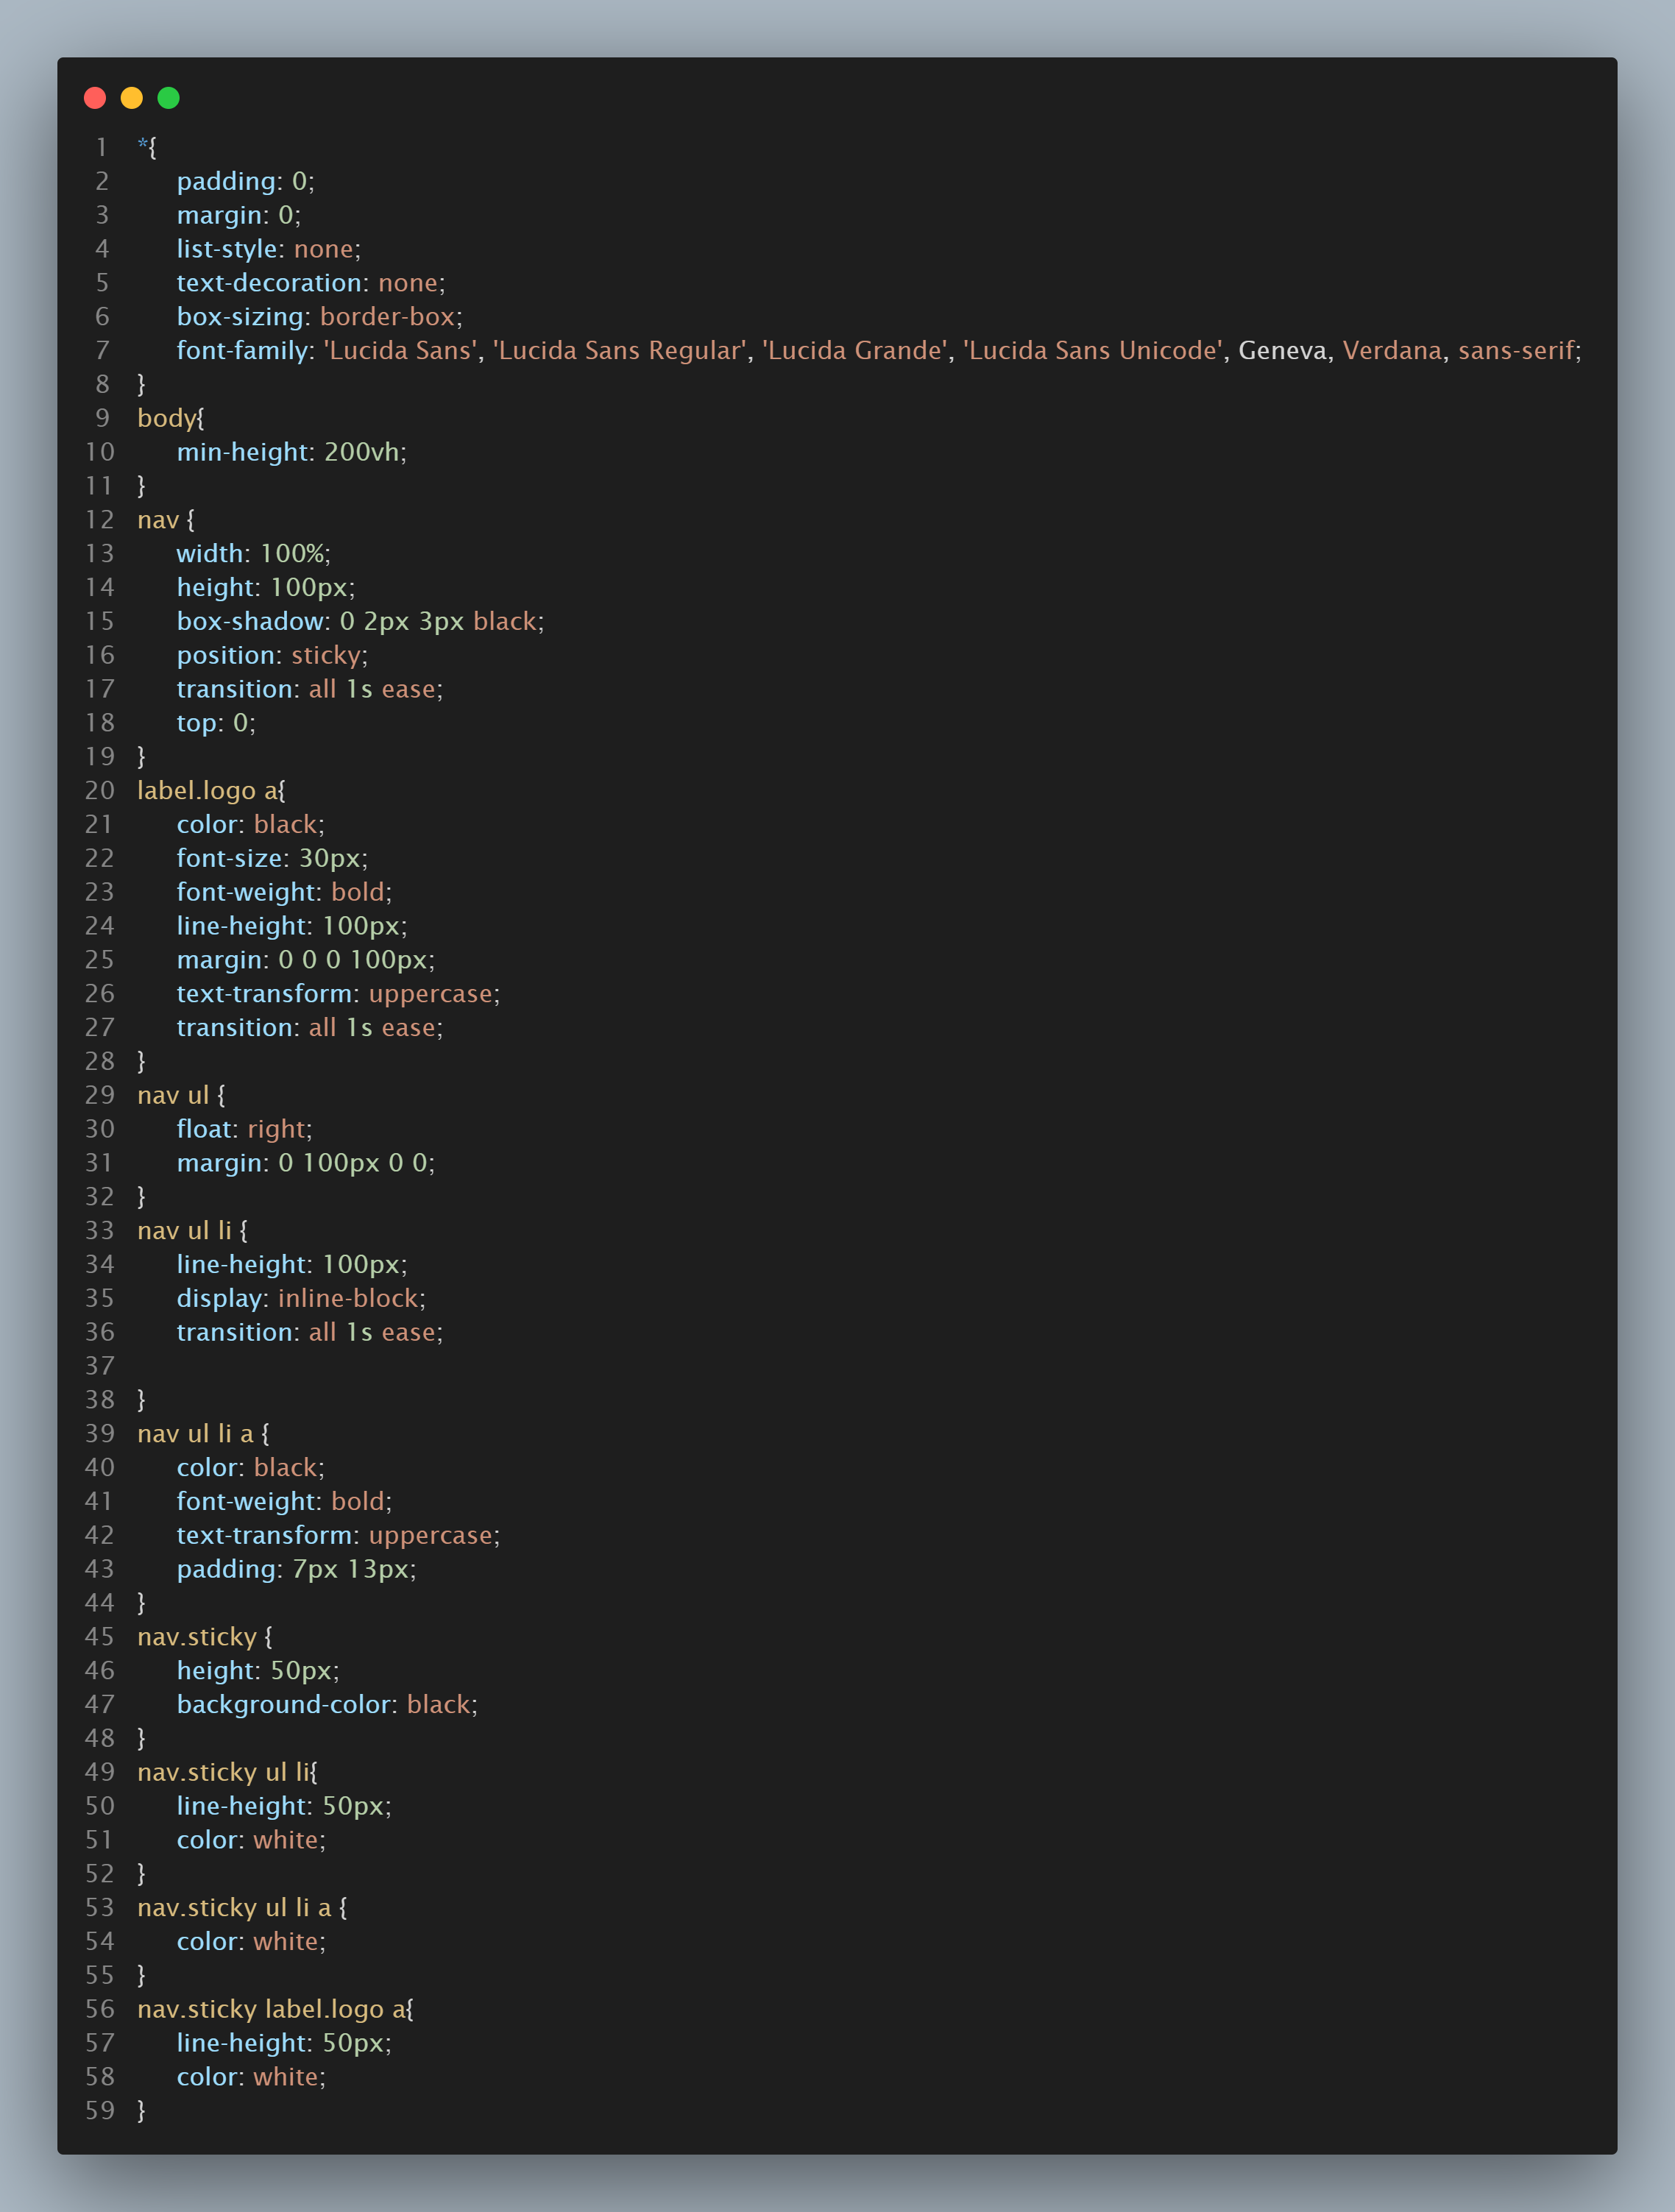 1 *{
2 padding: 0;
3 margin: 0;
4 list-style: none;
5 text-decoration: none;
6 box-sizing: border-box;
7 font-family: 'Lucida Sans', 'Lucida Sans Regular', 'Lucida Grande', 'Lucida Sans Unicode', Geneva, Verdana, sans-serif;
8 }
9 body{
10 min-height: 200vh;
11 }
12 nav {
13 width: 100%;
14 height: 100px;
15 box-shadow: 0 2px 3px black;
16 position: sticky;
17 transition: all 1s ease;
18 top: 0;
19 }
20 label.logo a{
21 color: black;
22 font-size: 30px;
23 font-weight: bold;
24 line-height: 100px;
25 margin: 0 0 0 100px;
26 text-transform: uppercase;
27 transition: all 1s ease;
28 }
29 nav ul {
30 float: right;
31 margin: 0 100px 0 0;
32 }
33 nav ul li {
34 line-height: 100px;
35 display: inline-block;
36 transition: all 1s ease;
37
38 }
39 nav ul li a {
40 color: black;
41 font-weight: bold;
42 text-transform: uppercase;
43 padding: 7px 13px;
44 }
45 nav.sticky {
46 height: 50px;
47 background-color: black;
48 }
49 nav.sticky ul li{
50 line-height: 50px;
51 color: white;
52 }
53 nav.sticky ul li a {
54 color: white;
55 }
56 nav.sticky label.logo a{
57 line-height: 50px;
58 color: white;
59 }